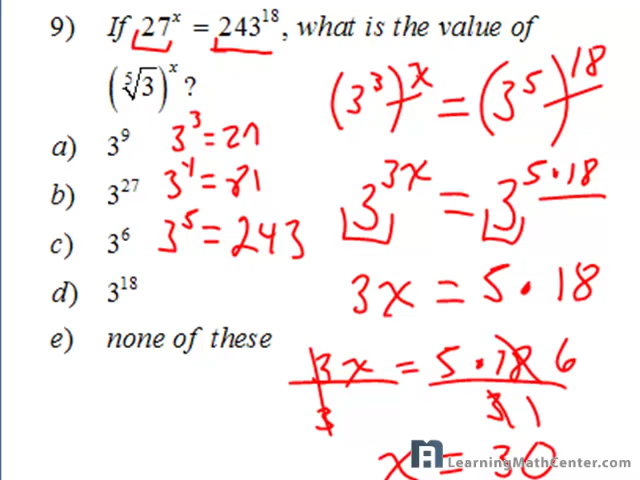 9) If 27^x = 243^18, what is the value of
(⁵√3)^x ?
a) 3^9
b) 3^27
c) 3^6
d) 3^18
e) none of these
3^3 = 27
3^4 = 81
3^5 = 243
(3^3)^x = (3^5)^18
3^3x = 3^5·18
3x = 5·18
3x = 5·18 6
3 3 1
x = 30
LearningMathCenter.com